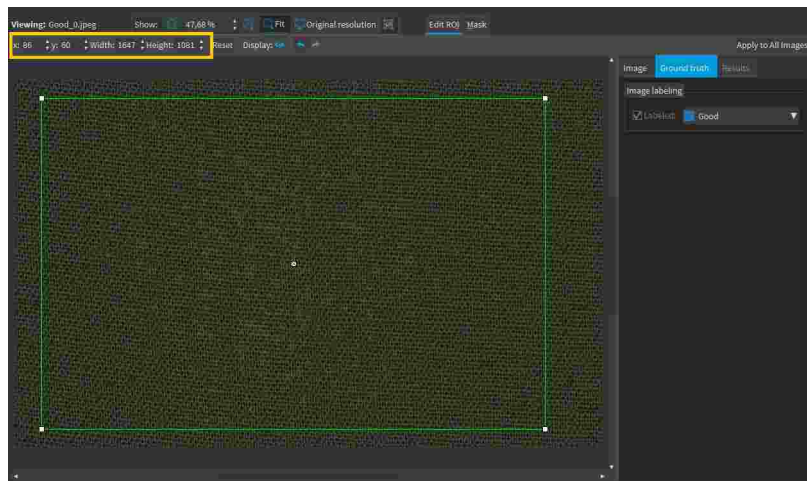 Viewing: Good_0.jpeg Show: 47,68 % Fit Original resolution Edit ROI Mask
x: 86 y: 60 Width: 1647 Height: 1081 Reset Display: Apply to All Images
Image Ground truth Results
Image labeling
Labeled: Good